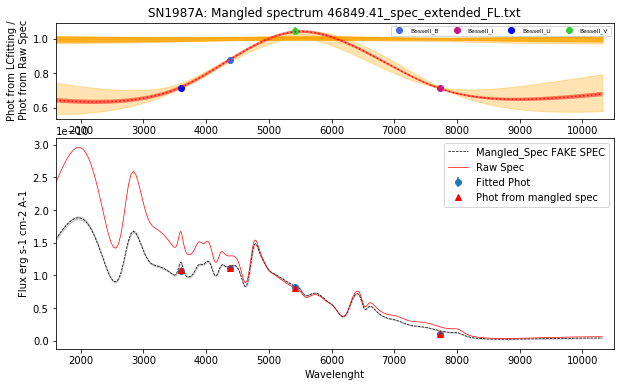 SN1987A: Mangled spectrum 46849.41_spec_extended_FL.txt
Phot from LCfitting /
Phot from Raw Spec
1.0
0.8
0.6
Bessell_B
Bessell_I
Bessell_U
Bessell_V
2000 3000 4000 5000 6000 7000 8000 9000 10000
1e-10
Flux erg s-1 cm-2 A-1
3.0
2.5
2.0
1.5
1.0
0.5
0.0
Mangled_Spec FAKE SPEC
Raw Spec
Fitted Phot
Phot from mangled spec
2000 3000 4000 5000 6000 7000 8000 9000 10000
Wavelenght